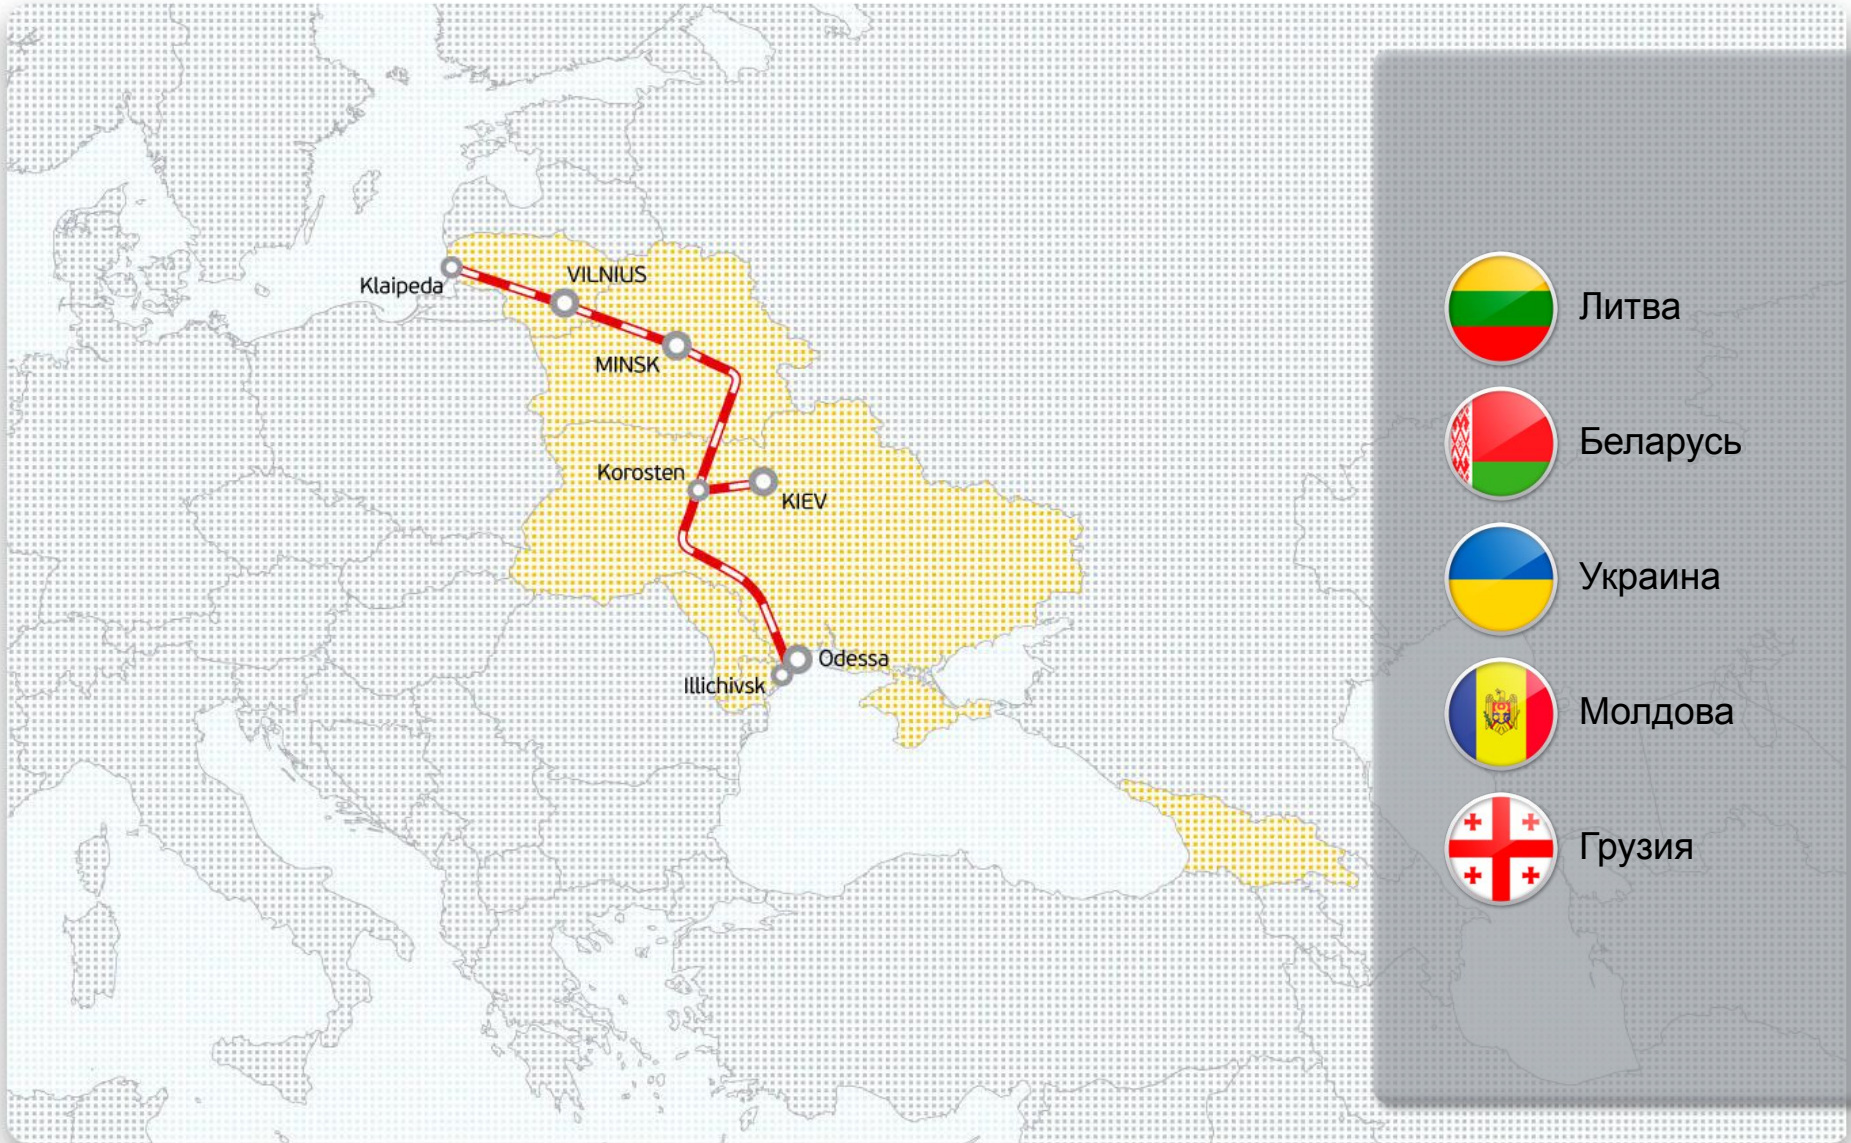 Klaipeda
VILNIUS
MINSK
Korosten
KIEV
Odessa
Illichivsk
Литва
Беларусь
Украина
Молдова
Грузия